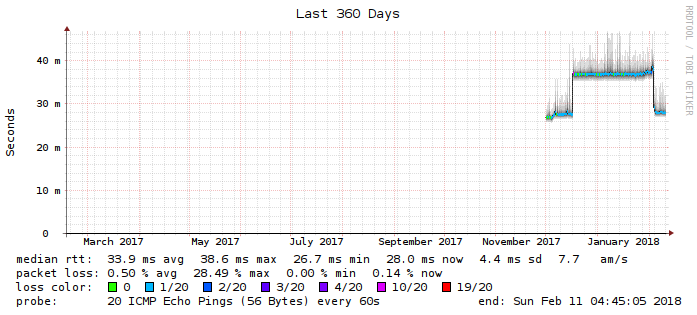 Last 360 Days
RRDTOOL / TOBI OETIKER
Seconds
40 m
30 m
20 m
10 m
0
March 2017 May 2017 July 2017 September 2017 November 2017 January 2018
median rtt: 33.9 ms avg 38.6 ms max 26.7 ms min 28.0 ms now 4.4 ms sd 7.7 am/s
packet loss: 0.50 % avg 28.49 % max 0.00 % min 0.14 % now
loss color: 0 1/20 2/20 3/20 4/20 10/20 19/20
probe: 20 ICMP Echo Pings (56 Bytes) every 60s end: Sun Feb 11 04:45:05 2018